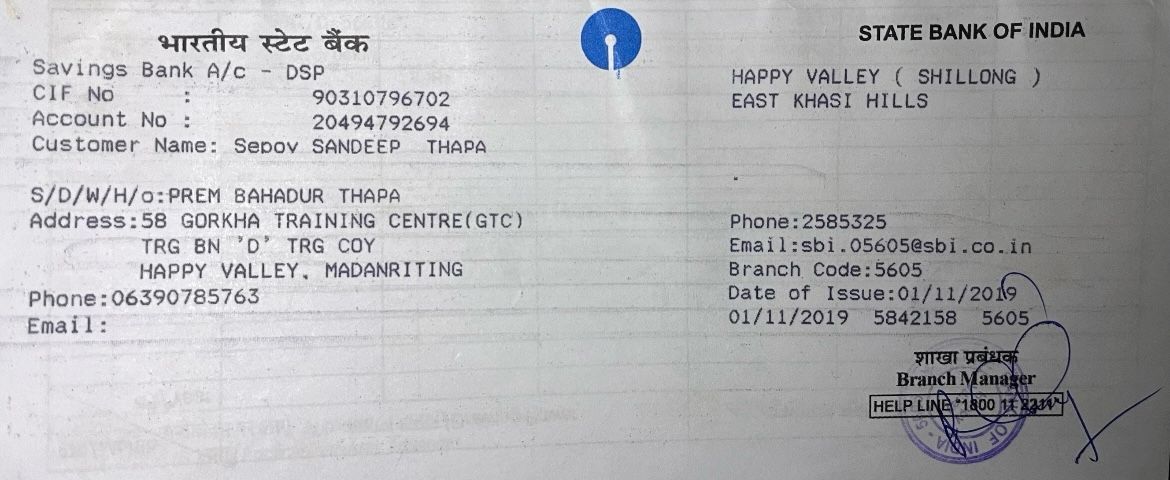 भारतीय स्टेट बैंक
STATE BANK OF INDIA
Savings Bank A/c - DSP
CIF No : 90310796702
Account No : 20494792694
Customer Name: Sepoy SANDEEP THAPA
S/D/W/H/o:PREM BAHADUR THAPA
Address:58 GORKHA TRAINING CENTRE(GTC)
TRG BN 'D' TRG COY
HAPPY VALLEY, MADANRITING
Phone:06390785763
Email:
HAPPY VALLEY ( SHILLONG )
EAST KHASI HILLS
Phone:2585325
Email:sbi.05605@sbi.co.in
Branch Code:5605
Date of Issue:01/11/2019
01/11/2019 5842158 5605
शाखा प्रबंधक
Branch Manager
HELP LINE "1800 11 2211"
OF INDIA